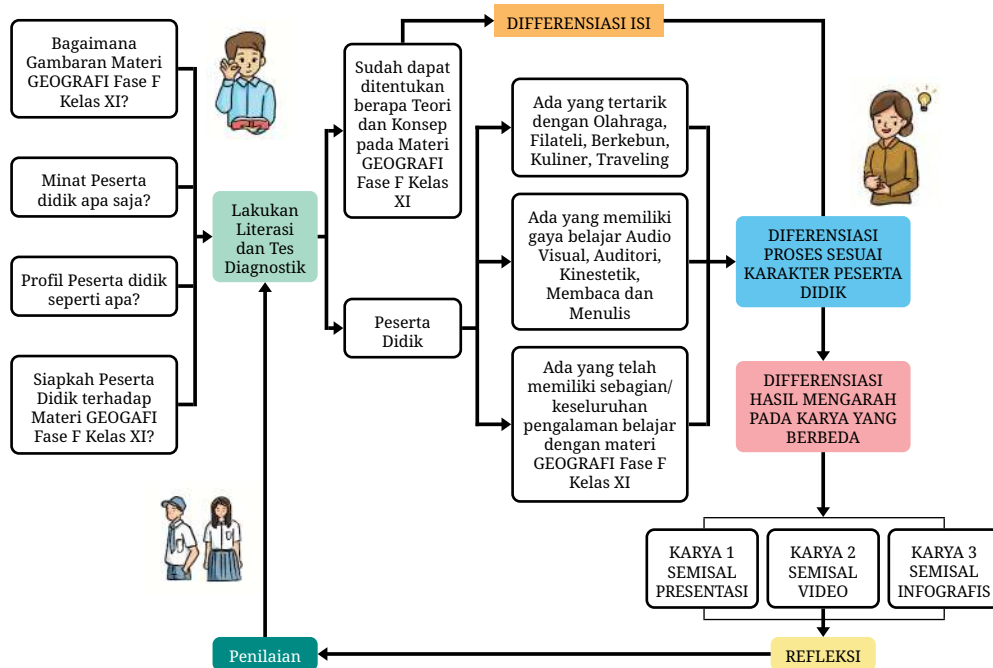 Bagaimana
Gambaran Materi
GEOGRAFI Fase F
Kelas XI?
Minat Peserta
didik apa saja?
Profil Peserta didik
seperti apa?
Siapkah Peserta
Didik terhadap
Materi GEOGAFI
Fase F Kelas XI?
Lakukan
Literasi
dan Tes
Diagnostik
Sudah dapat
ditentukan
berapa Teori
dan Konsep
pada Materi
GEOGRAFI
Fase F Kelas
XI
Peserta
Didik
DIFFERENSIASI ISI
Ada yang tertarik
dengan Olahraga,
Filateli, Berkebun,
Kuliner, Traveling
Ada yang memiliki
gaya belajar Audio
Visual, Auditori,
Kinestetik,
Membaca dan
Menulis
Ada yang telah
memiliki sebagian/
keseluruhan
pengalaman belajar
dengan materi
GEOGRAFI Fase F
Kelas XI
DIFERENSIASI
PROSES SESUAI
KARAKTER PESERTA
DIDIK
DIFFERENSIASI
HASIL MENGARAH
PADA KARYA YANG
BERBEDA
KARYA 1
SEMISAL
PRESENTASI
KARYA 2
SEMISAL
VIDEO
KARYA 3
SEMISAL
INFOGRAFIS
REFLEKSI
Penilaian